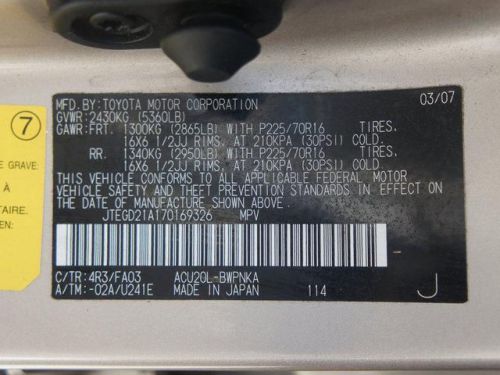 MFD.BY:TOYOTA MOTOR CORPORATION 03/07
GVWR:2430KG (5360LB)
GAWR:FRT. 1300KG (2865LB) WITH P225/70R16 TIRES.
16X6 1/2JJ RIMS. AT 210KPA (30PSI) COLD.
RR. 1340KG (2950LB) WITH P225/70R16 TIRES.
16X6 1/2JJ RIMS. AT 210KPA (30PSI) COLD.
THIS VEHICLE CONFORMS TO ALL APPLICABLE FEDERAL MOTOR
VEHICLE SAFETY AND THEFT PREVENTION STANDARDS IN EFFECT ON
THE DATE OF MANUFACTURE SHOWN ABOVE.
JTEGD21A170169326 MPV
C/TR:4R3/FA03 ACU20L-BWPNKA
A/TM:-02A/U241E MADE IN JAPAN 114 J
7
E GRAVE:
À
TAIRE.
EN: